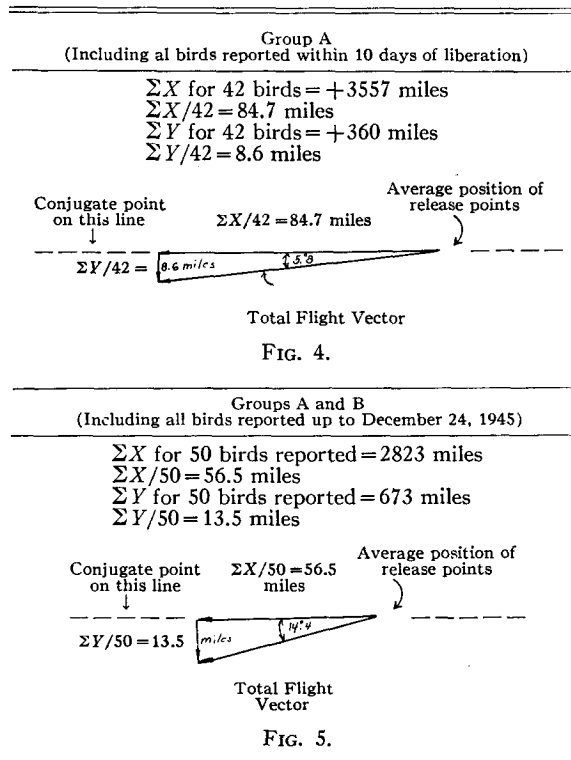 Group A
(Including al birds reported within 10 days of liberation)
ΣX for 42 birds=+3557 miles
ΣX/42=84.7 miles
ΣY for 42 birds=+360 miles
ΣY/42=8.6 miles
Average position of
release points
Conjugate point
on this line
ΣX/42=84.7 miles
ΣY/42=
8.6 miles
5.°8
Total Flight Vector
FIG. 4.
Groups A and B
(Including all birds reported up to December 24, 1945)
ΣX for 50 birds reported=2823 miles
ΣX/50=56.5 miles
ΣY for 50 birds reported=673 miles
ΣY/50=13.5 miles
Average position of
release points
Conjugate point
on this line
ΣX/50=56.5
miles
ΣY/50=13.5
miles
14.°4
Total Flight
Vector
FIG. 5.